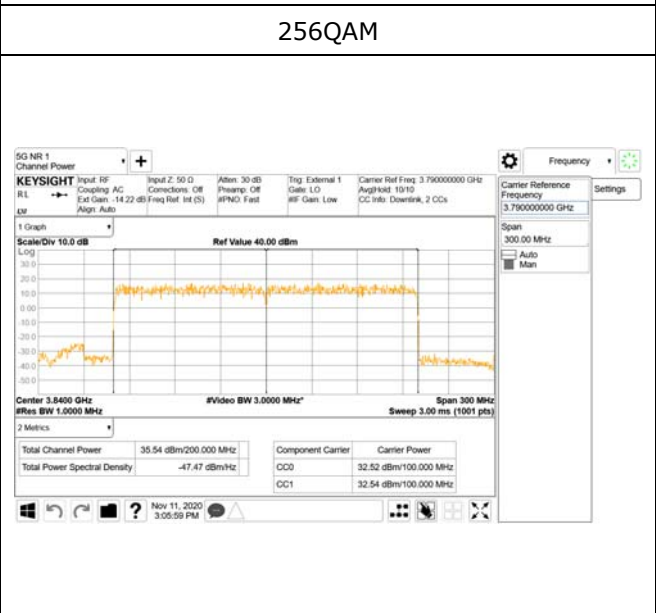 256QAM
5G NR 1
Channel Power
KEYSIGHT
RL
Input: RF
Coupling: AC
Ext Gain: -14.22 dB
Align: Auto
Input Z: 50 Ω
Corrections: Off
Freq Ref: Int (S)
Atten: 30 dB
Preamp: Off
#PNO: Fast
Trig: External 1
Gate: LO
#IF Gain: Low
Carrier Ref Freq: 3.790000000 GHz
Avg|Hold: 10/10
CC Info: Downlink, 2 CCs
Frequency
Carrier Reference
Frequency
3.790000000 GHz
Settings
Span
300.00 MHz
Auto
Man
1 Graph
Scale/Div 10.0 dB
Ref Value 40.00 dBm
Log
30.0
20.0
10.0
0.00
-10.0
-20.0
-30.0
-40.0
-50.0
Center 3.8400 GHz
#Video BW 3.0000 MHz*
Span 300 MHz
#Res BW 1.0000 MHz
Sweep 3.00 ms (1001 pts)
2 Metrics
Total Channel Power 35.54 dBm/200.000 MHz
Total Power Spectral Density -47.47 dBm/Hz
Component Carrier Carrier Power
CC0 32.52 dBm/100.000 MHz
CC1 32.54 dBm/100.000 MHz
?
Nov 11, 2020
3:05:59 PM